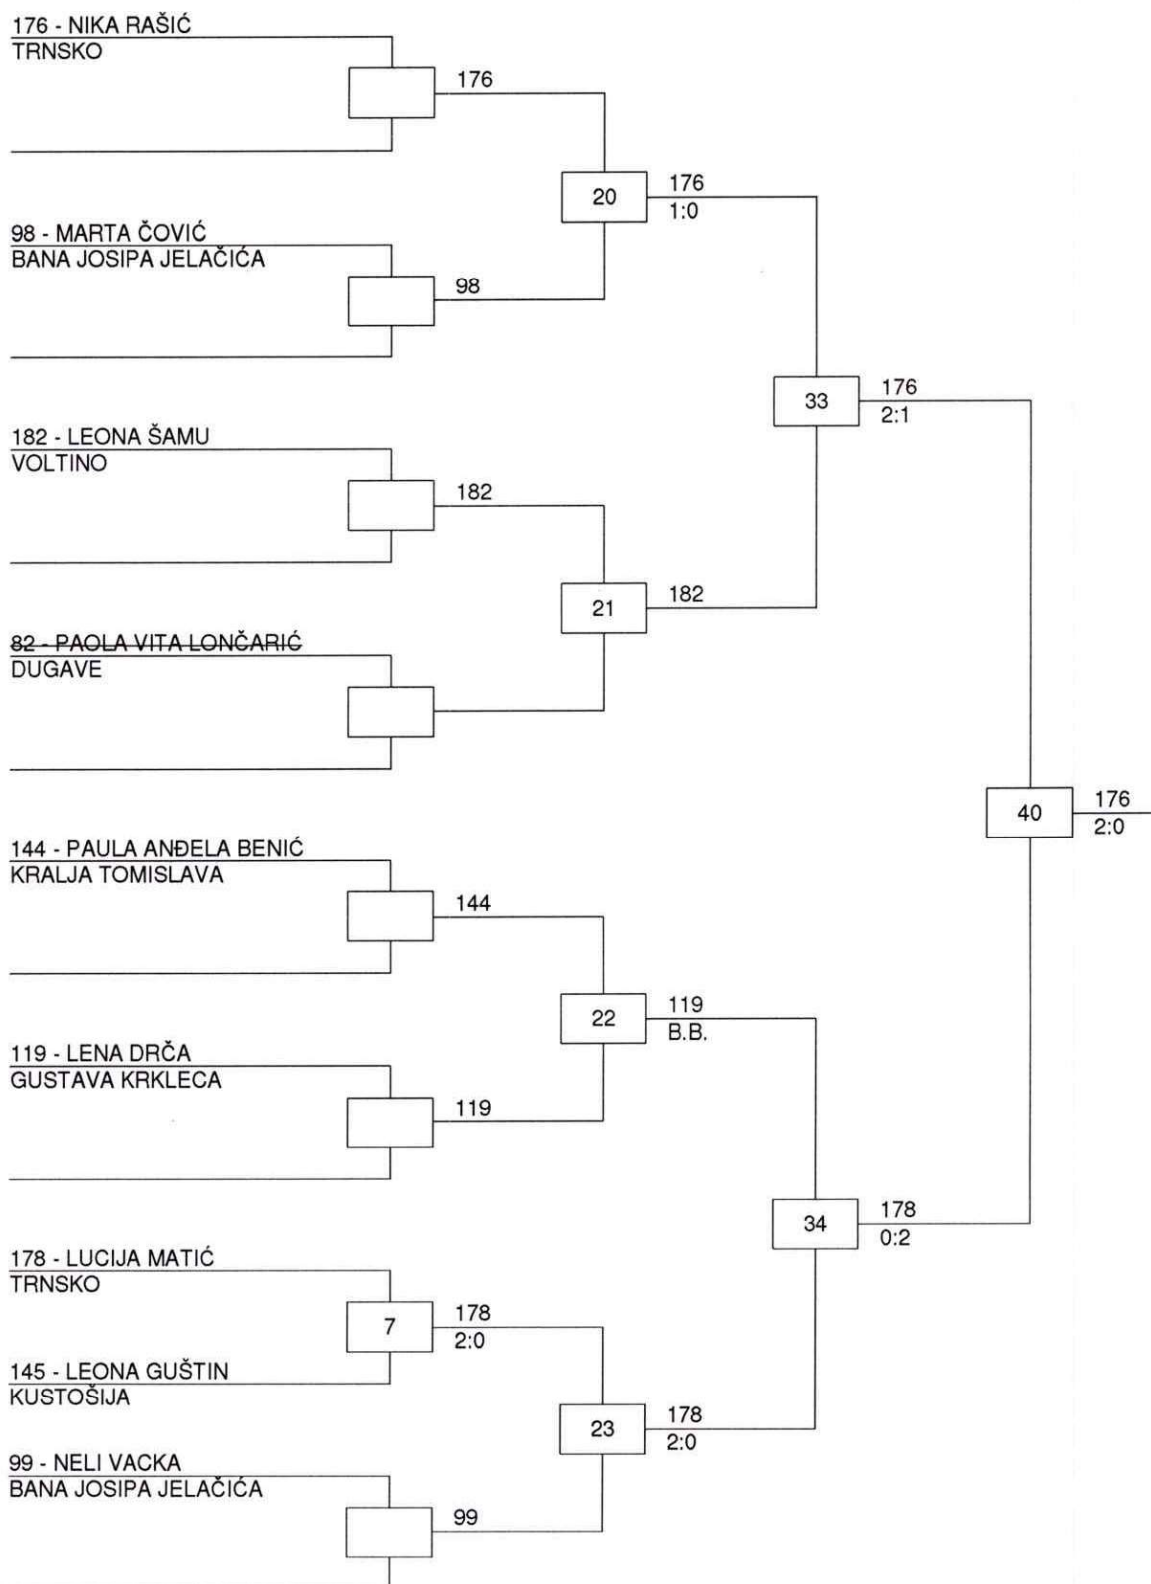 176 - NIKA RAŠIĆ
TRNSKO
176
20
176
1:0
98 - MARTA ČOVIĆ
BANA JOSIPA JELAČIĆA
98
33
176
2:1
182 - LEONA ŠAMU
VOLTINO
182
21
182
82 - PAOLA VITA LONČARIĆ
DUGAVE
40
176
2:0
144 - PAULA ANĐELA BENIĆ
KRALJA TOMISLAVA
144
22
119
B.B.
119 - LENA DRČA
GUSTAVA KRKLECA
119
34
178
0:2
178 - LUCIJA MATIĆ
TRNSKO
7
178
2:0
145 - LEONA GUŠTIN
KUSTOŠIJA
23
178
2:0
99 - NELI VACKA
BANA JOSIPA JELAČIĆA
99